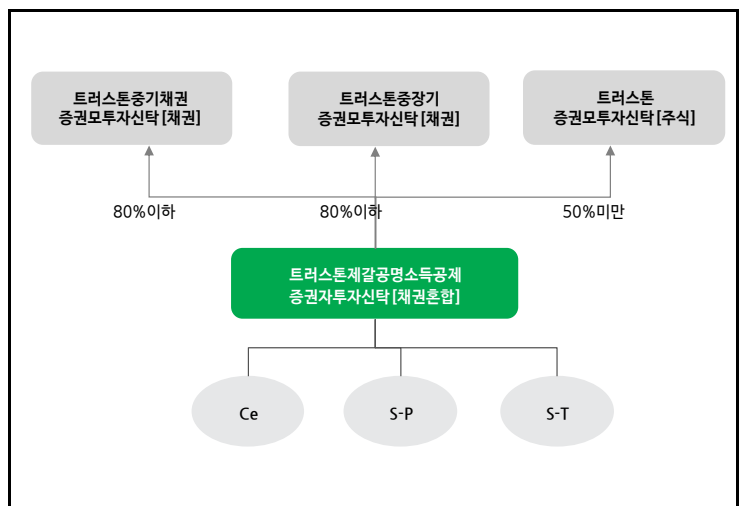 트러스톤중기채권
증권모투자신탁[채권]
트러스톤중장기
증권모투자신탁[채권]
트러스톤
증권모투자신탁[주식]
80%이하
80%이하
50%미만
트러스톤제갈공명소득공제
증권자투자신탁[채권혼합]
Ce
S-P
S-T